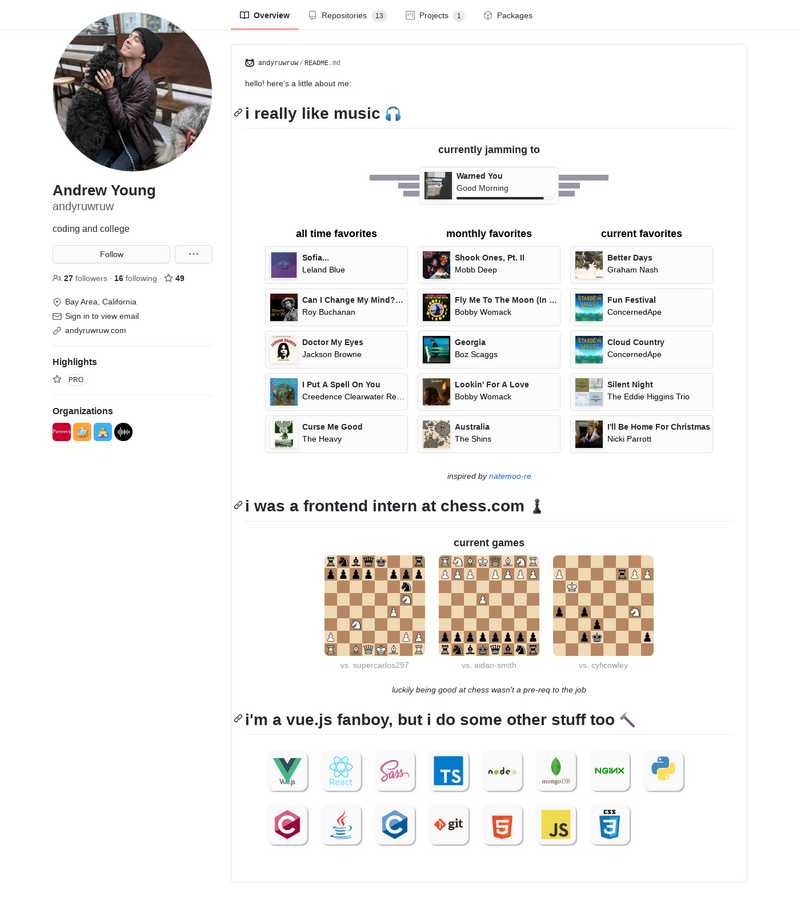 Overview
Repositories 13
Projects 1
Packages
Andrew Young
andyruwruw
coding and college
Follow
27 followers · 16 following · 49
Bay Area, California
Sign in to view email
andyruwruw.com
Highlights
PRO
Organizations
andyruwruw / README.md
hello! here's a little about me:
i really like music
currently jamming to
Warned You
Good Morning
all time favorites
Sofia...
Leland Blue
Can I Change My Mind?...
Roy Buchanan
Doctor My Eyes
Jackson Browne
I Put A Spell On You
Creedence Clearwater Re...
Curse Me Good
The Heavy
monthly favorites
Shook Ones, Pt. II
Mobb Deep
Fly Me To The Moon (In ...
Bobby Womack
Georgia
Boz Scaggs
Lookin' For A Love
Bobby Womack
Australia
The Shins
current favorites
Better Days
Graham Nash
Fun Festival
ConcernedApe
Cloud Country
ConcernedApe
Silent Night
The Eddie Higgins Trio
I'll Be Home For Christmas
Nicki Parrott
inspired by natemoo-re
i was a frontend intern at chess.com
current games
vs. supercarlos297
vs. aidan-smith
vs. cyficowley
luckily being good at chess wasn't a pre-req to the job
i'm a vue.js fanboy, but i do some other stuff too
Vue.js
React
Sass
TS
node
mongoDB
NGINX
C
C
git
5
JS
CSS
3